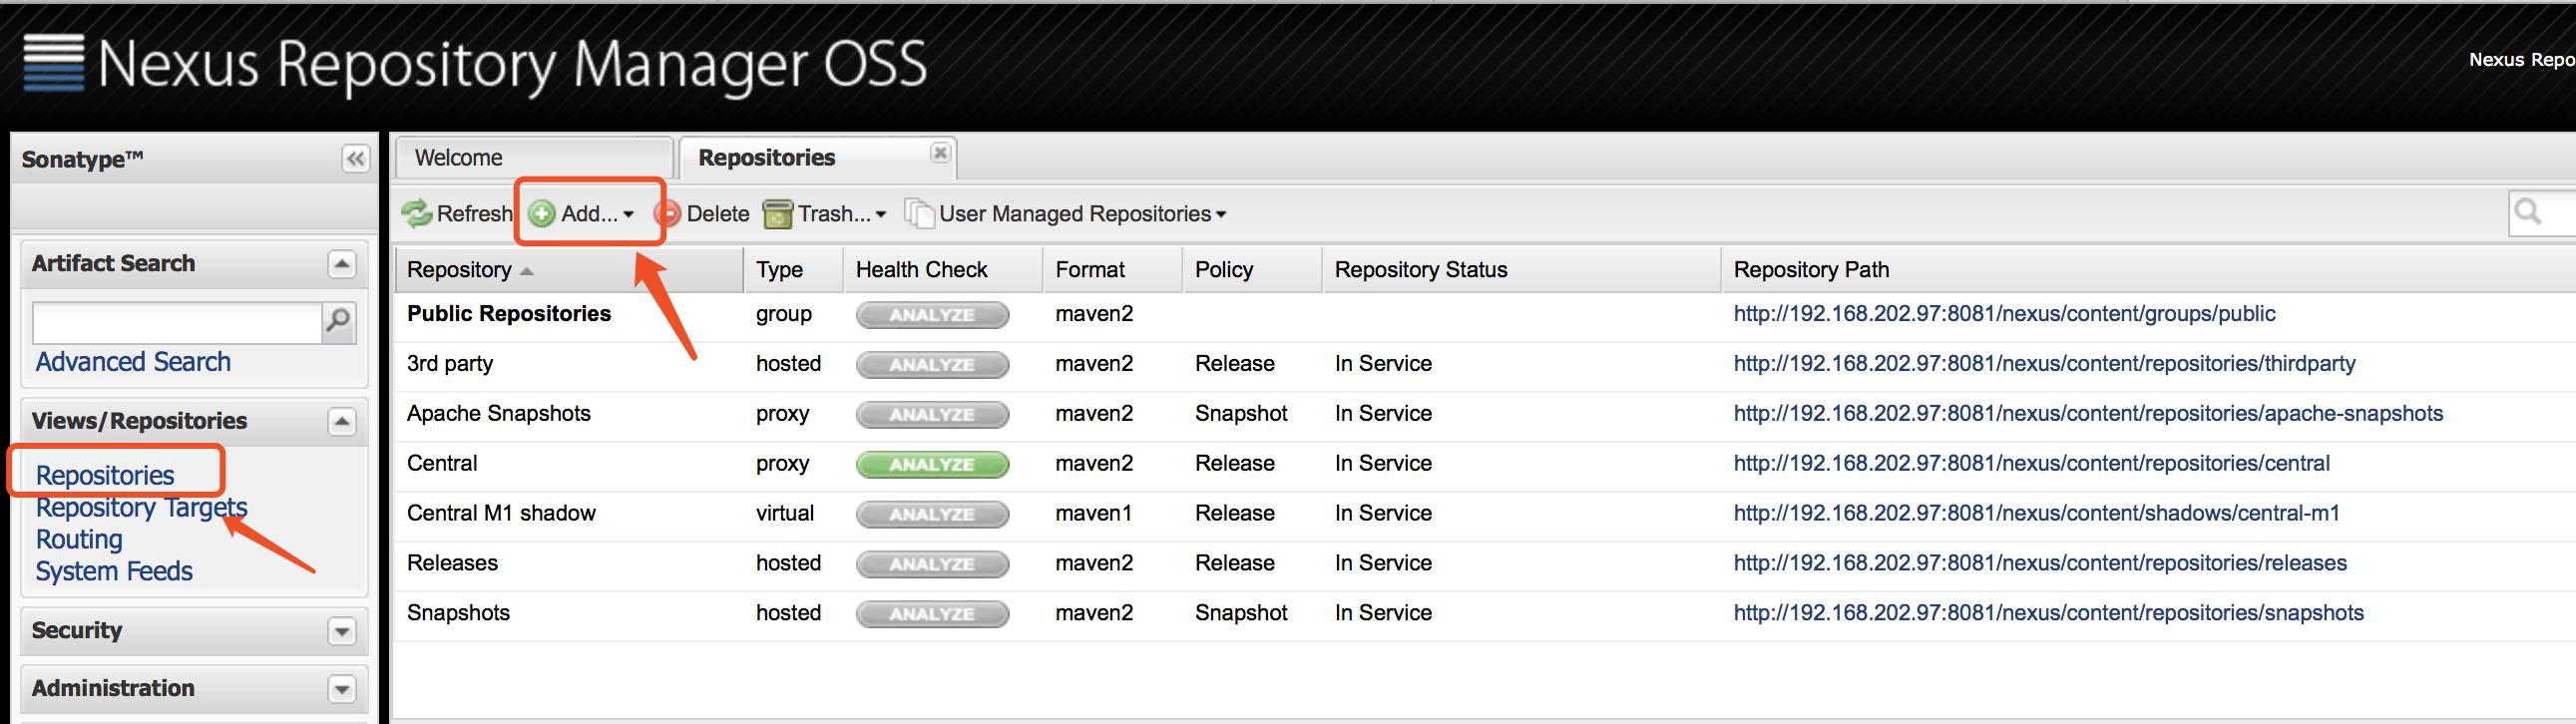 Nexus Repository Manager OSS
Nexus Repo
Sonatype™
Artifact Search
Advanced Search
Views/Repositories
Repositories
Repository Targets
Routing
System Feeds
Security
Administration
Welcome
Repositories
Refresh Add... Delete Trash... User Managed Repositories
Repository Type Health Check Format Policy Repository Status Repository Path
Public Repositories group ANALYZE maven2 http://192.168.202.97:8081/nexus/content/groups/public
3rd party hosted ANALYZE maven2 Release In Service http://192.168.202.97:8081/nexus/content/repositories/thirdparty
Apache Snapshots proxy ANALYZE maven2 Snapshot In Service http://192.168.202.97:8081/nexus/content/repositories/apache-snapshots
Central proxy ANALYZE maven2 Release In Service http://192.168.202.97:8081/nexus/content/repositories/central
Central M1 shadow virtual ANALYZE maven1 Release In Service http://192.168.202.97:8081/nexus/content/shadows/central-m1
Releases hosted ANALYZE maven2 Release In Service http://192.168.202.97:8081/nexus/content/repositories/releases
Snapshots hosted ANALYZE maven2 Snapshot In Service http://192.168.202.97:8081/nexus/content/repositories/snapshots